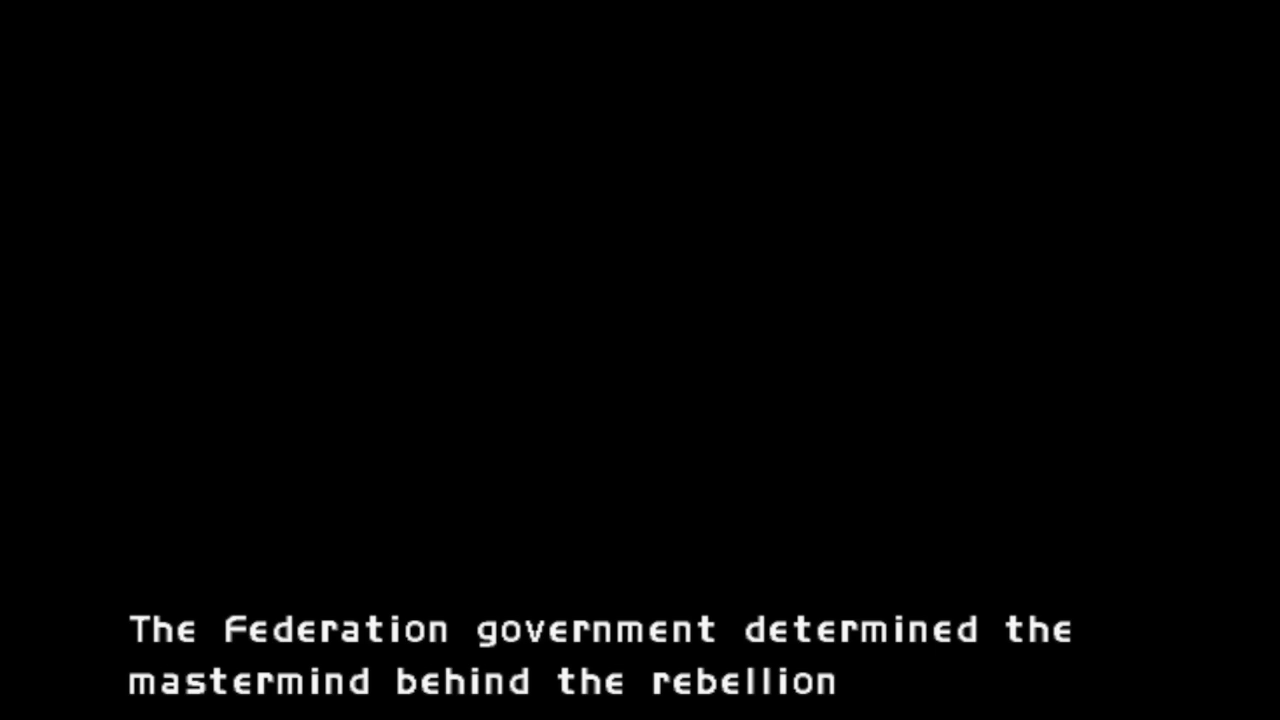 The Federation government determined the
mastermind behind the rebellion